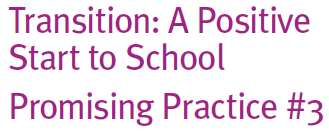 Transition: A Positive
Start to School
Promising Practice #3